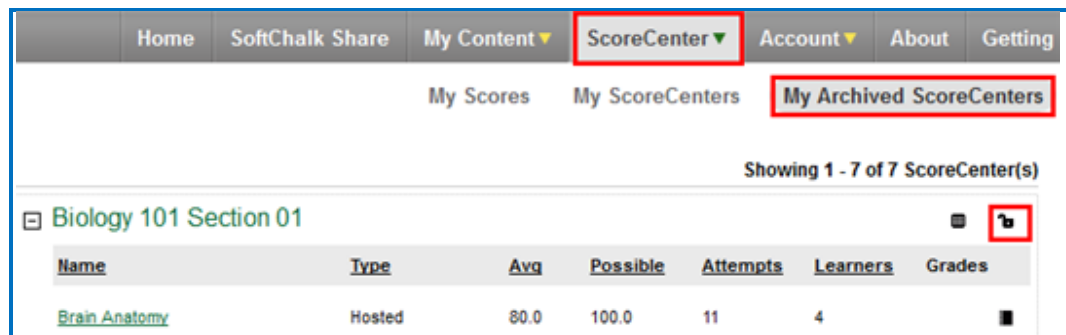 Home SoftChalk Share My Content ScoreCenter Account About Getting
My Scores My ScoreCenters My Archived ScoreCenters
Showing 1 - 7 of 7 ScoreCenter(s)
Biology 101 Section 01
Name Type Avg Possible Attempts Learners Grades
Brain Anatomy Hosted 80.0 100.0 11 4